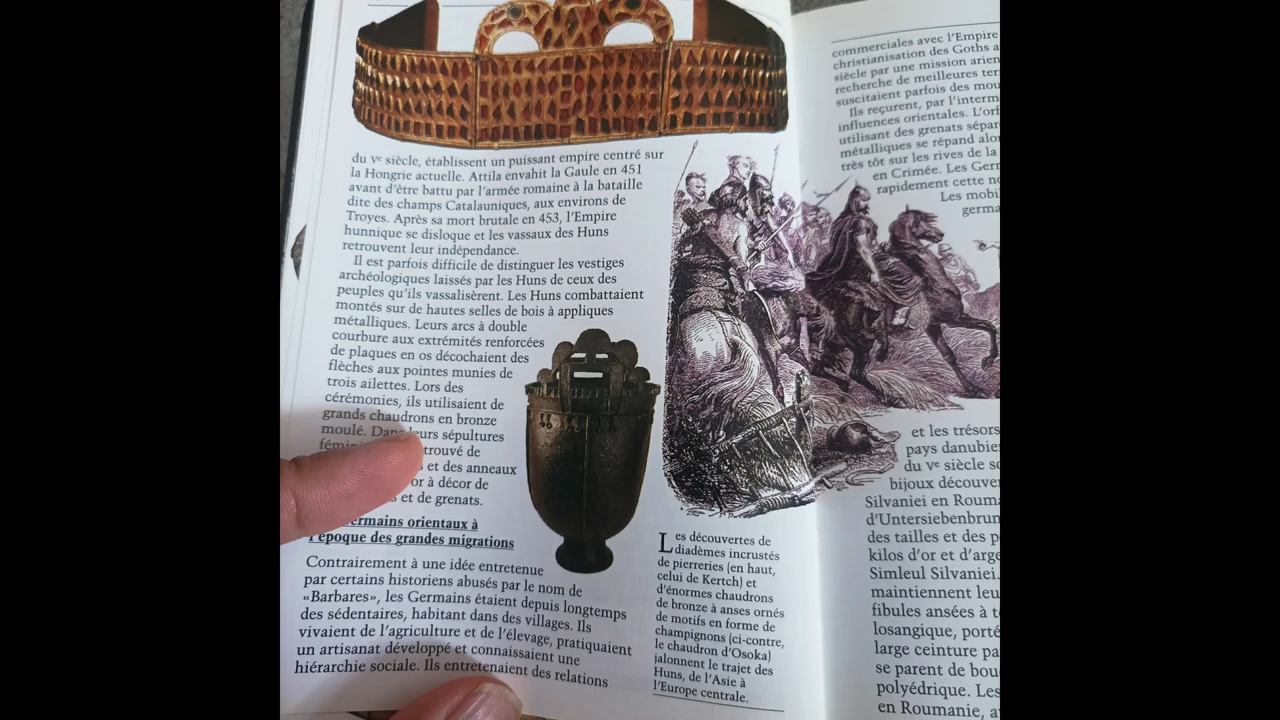 du vᵉ siècle, établissent un puissant empire centré sur
la Hongrie actuelle. Attila envahit la Gaule en 451
avant d'être battu par l'armée romaine à la bataille
dite des champs Catalauniques, aux environs de
Troyes. Après sa mort brutale en 453, l'Empire
hunnique se disloque et les vassaux des Huns
retrouvent leur indépendance.
Il est parfois difficile de distinguer les vestiges
archéologiques laissés par les Huns de ceux des
peuples qu'ils vassalisèrent. Les Huns combattaient
montés sur de hautes selles de bois à appliques
métalliques. Leurs arcs à double
courbure aux extrémités renforcées
de plaques en os décochaient des
flèches aux pointes munies de
trois ailettes. Lors des
cérémonies, ils utilisaient de
grands chaudrons en bronze
moulé. Dans leurs sépultures
trouvé de
et des anneaux
or à décor de
et de grenats.
ermains orientaux à
l'époque des grandes migrations
Contrairement à une idée entretenue
par certains historiens abusés par le nom de
«Barbares», les Germains étaient depuis longtemps
des sédentaires, habitant dans des villages. Ils
vivaient de l'agriculture et de l'élevage, pratiquaient
un artisanat développé et connaissaient une
hiérarchie sociale. Ils entretenaient des relations
Les découvertes de
diadèmes incrustés
de pierreries (en haut,
celui de Kertch) et
d'énormes chaudrons
de bronze à anses ornés
de motifs en forme de
champignons (ci-contre,
le chaudron d'Osoka)
jalonnent le trajet des
Huns, de l'Asie à
l'Europe centrale.
commerciales avec l'Empire
christianisation des Goths a
siècle par une mission arien
recherche de meilleures ter
suscitaient parfois des mou
Ils reçurent, par l'interm
influences orientales. L'orf
utilisant des grenats sépar
métalliques se répand alor
très tôt sur les rives de la
en Crimée. Les Gerr
rapidement cette no
Les mobi
germa
et les trésors
pays danubie
du vᵉ siècle so
bijoux découve
Silvaniei en Rouma
d'Untersiebenbrun
des tailles et des p
kilos d'or et d'arge
Simleul Silvaniei.
maintiennent leu
fibules ansées à t
losangique, porté
large ceinture pa
se parent de bou
polyédrique. Les
en Roumanie, a